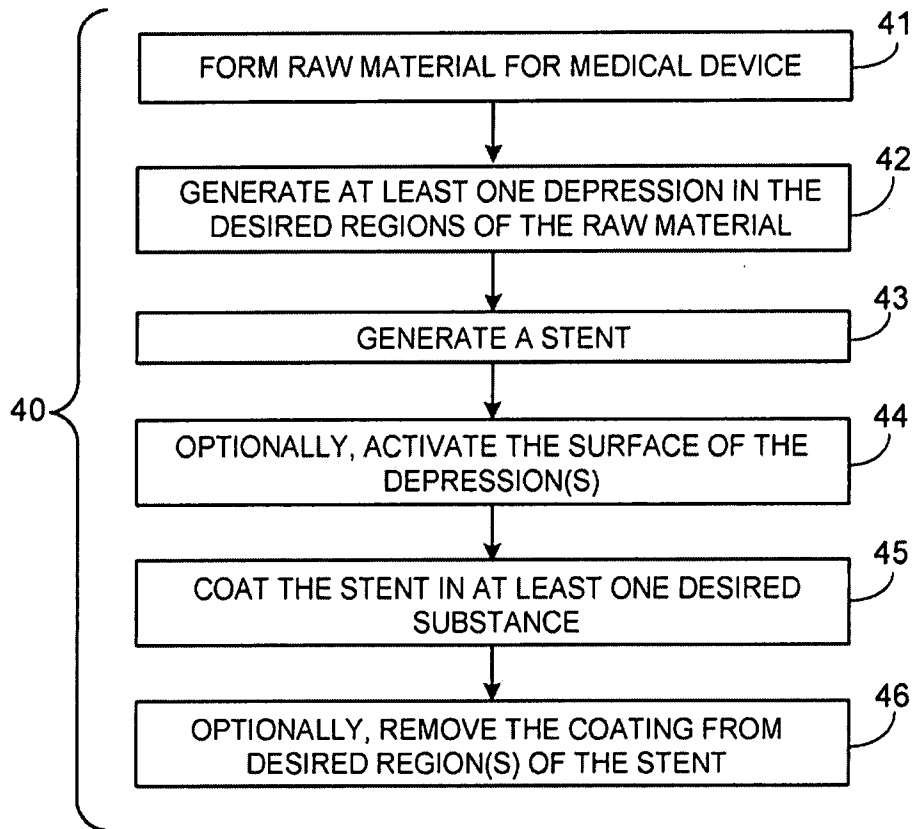 41
FORM RAW MATERIAL FOR MEDICAL DEVICE
42
GENERATE AT LEAST ONE DEPRESSION IN THE
DESIRED REGIONS OF THE RAW MATERIAL
43
GENERATE A STENT
40
44
OPTIONALLY, ACTIVATE THE SURFACE OF THE
DEPRESSION(S)
45
COAT THE STENT IN AT LEAST ONE DESIRED
SUBSTANCE
46
OPTIONALLY, REMOVE THE COATING FROM
DESIRED REGION(S) OF THE STENT